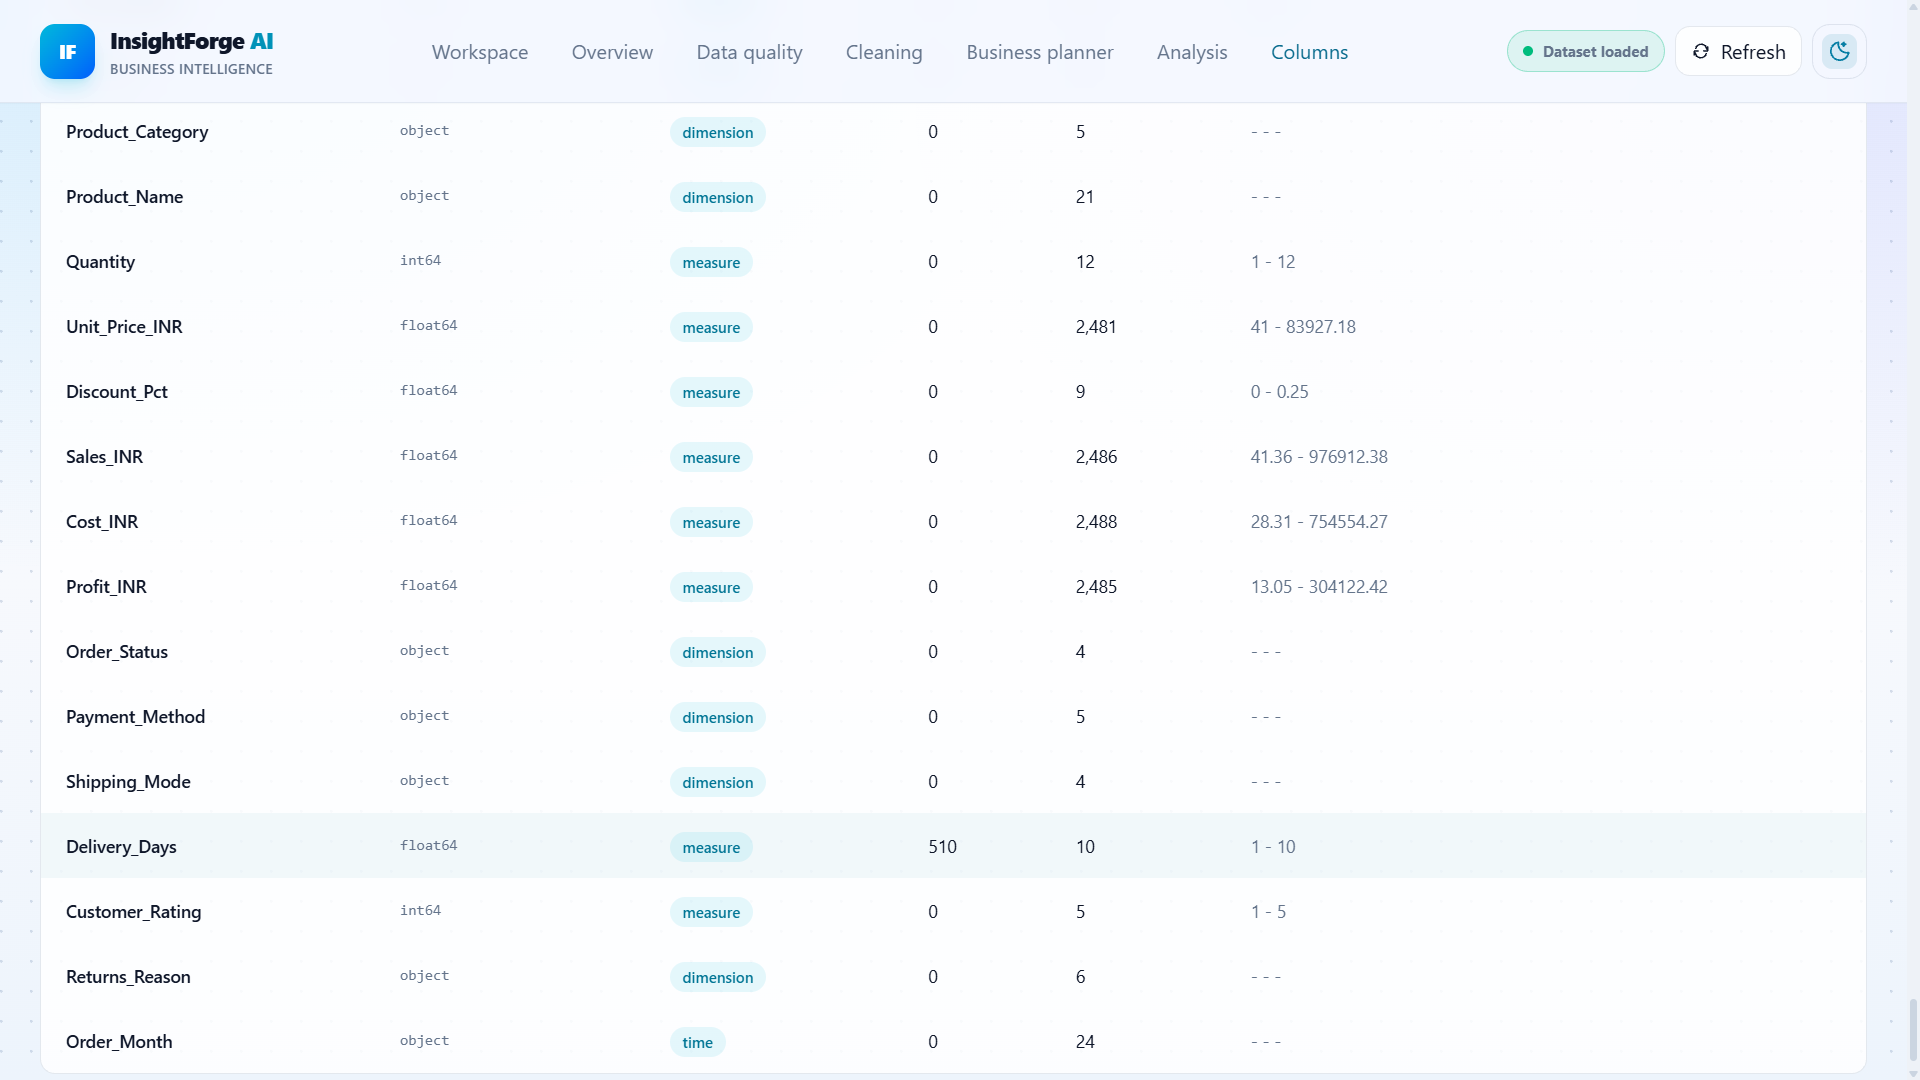 IF
InsightForge AI
BUSINESS INTELLIGENCE
Workspace Overview Data quality Cleaning Business planner Analysis Columns
Dataset loaded
Refresh
Product_Category object dimension 0 5 - - -
Product_Name object dimension 0 21 - - -
Quantity int64 measure 0 12 1 - 12
Unit_Price_INR float64 measure 0 2,481 41 - 83927.18
Discount_Pct float64 measure 0 9 0 - 0.25
Sales_INR float64 measure 0 2,486 41.36 - 976912.38
Cost_INR float64 measure 0 2,488 28.31 - 754554.27
Profit_INR float64 measure 0 2,485 13.05 - 304122.42
Order_Status object dimension 0 4 - - -
Payment_Method object dimension 0 5 - - -
Shipping_Mode object dimension 0 4 - - -
Delivery_Days float64 measure 510 10 1 - 10
Customer_Rating int64 measure 0 5 1 - 5
Returns_Reason object dimension 0 6 - - -
Order_Month object time 0 24 - - -